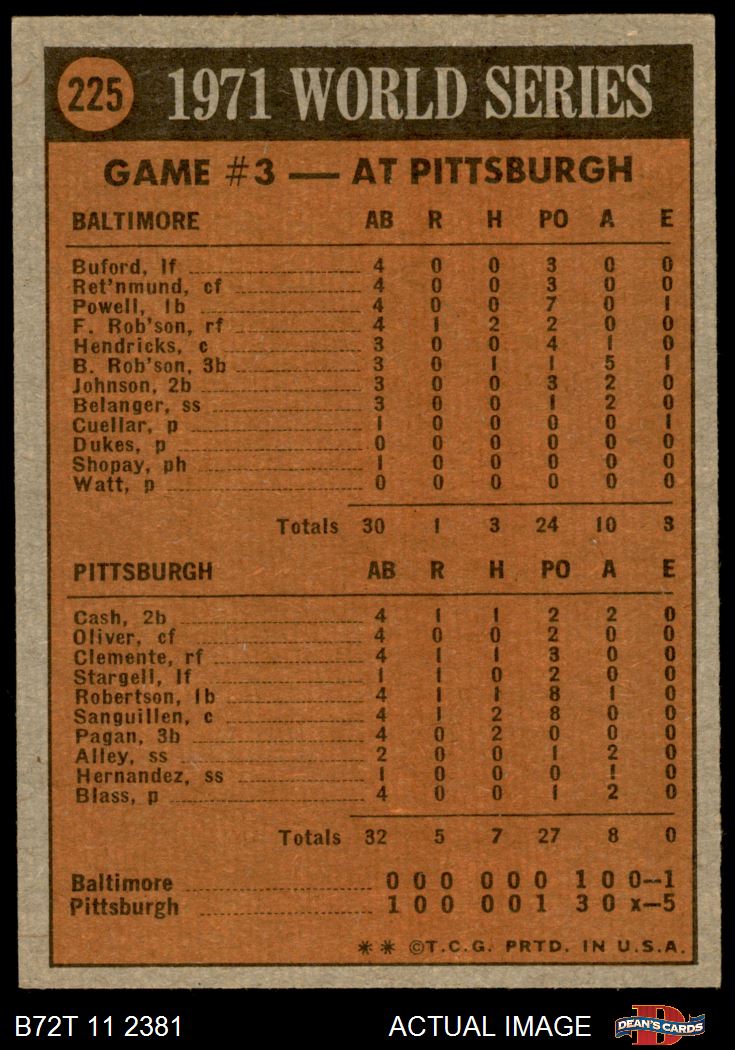 225 1971 WORLD SERIES
GAME #3 — AT PITTSBURGH
BALTIMORE AB R H PO A E
Buford, lf 4 0 0 3 0 0
Ret'nmund, cf 4 0 0 3 0 0
Powell, 1b 4 0 0 7 0 1
F. Rob'son, rf 4 1 2 2 0 0
Hendricks, c 3 0 0 4 1 0
B. Rob'son, 3b 3 0 1 1 5 1
Johnson, 2b 3 0 0 3 2 0
Belanger, ss 3 0 0 1 2 0
Cuellar, p 1 0 0 0 0 1
Dukes, p 0 0 0 0 0 0
Shopay, ph 1 0 0 0 0 0
Watt, p 0 0 0 0 0 0
Totals 30 1 3 24 10 3
PITTSBURGH AB R H PO A E
Cash, 2b 4 1 1 2 2 0
Oliver, cf 4 0 0 2 0 0
Clemente, rf 4 1 1 3 0 0
Stargell, lf 1 1 0 2 0 0
Robertson, 1b 4 1 1 8 1 0
Sanguillen, c 4 1 2 8 0 0
Pagan, 3b 4 0 2 0 0 0
Alley, ss 2 0 0 1 2 0
Hernandez, ss 1 0 0 0 1 0
Blass, p 4 0 0 1 2 0
Totals 32 5 7 27 8 0
Baltimore 0 0 0 0 0 0 1 0 0—1
Pittsburgh 1 0 0 0 0 1 3 0 x—5
** ©T.C.G. PRTD. IN U.S.A.
B72T 11 2381 ACTUAL IMAGE D DEAN'S CARDS